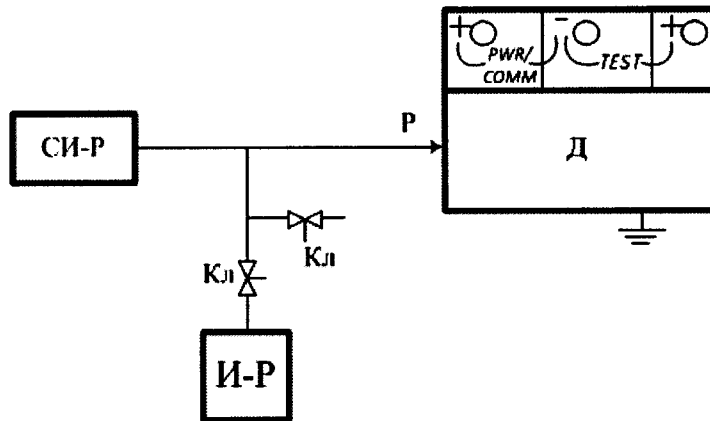 + - +
PWR/ TEST
COMM
СИ-Р
Р
Д
Кл
Кл
И-Р